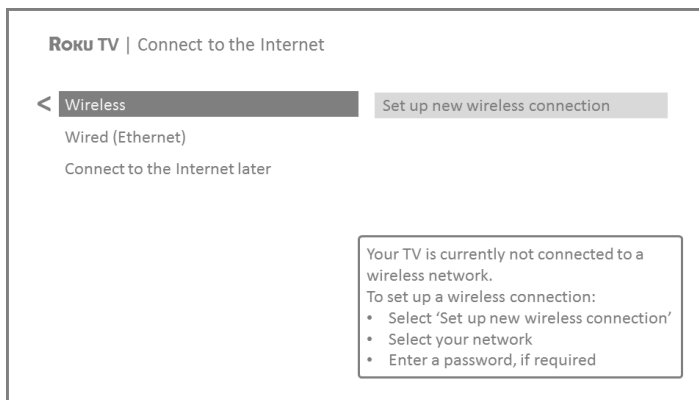 Roku TV | Connect to the Internet
< Wireless
Set up new wireless connection
Wired (Ethernet)
Connect to the Internet later
Your TV is currently not connected to a
wireless network.
To set up a wireless connection:
• Select ‘Set up new wireless connection’
• Select your network
• Enter a password, if required